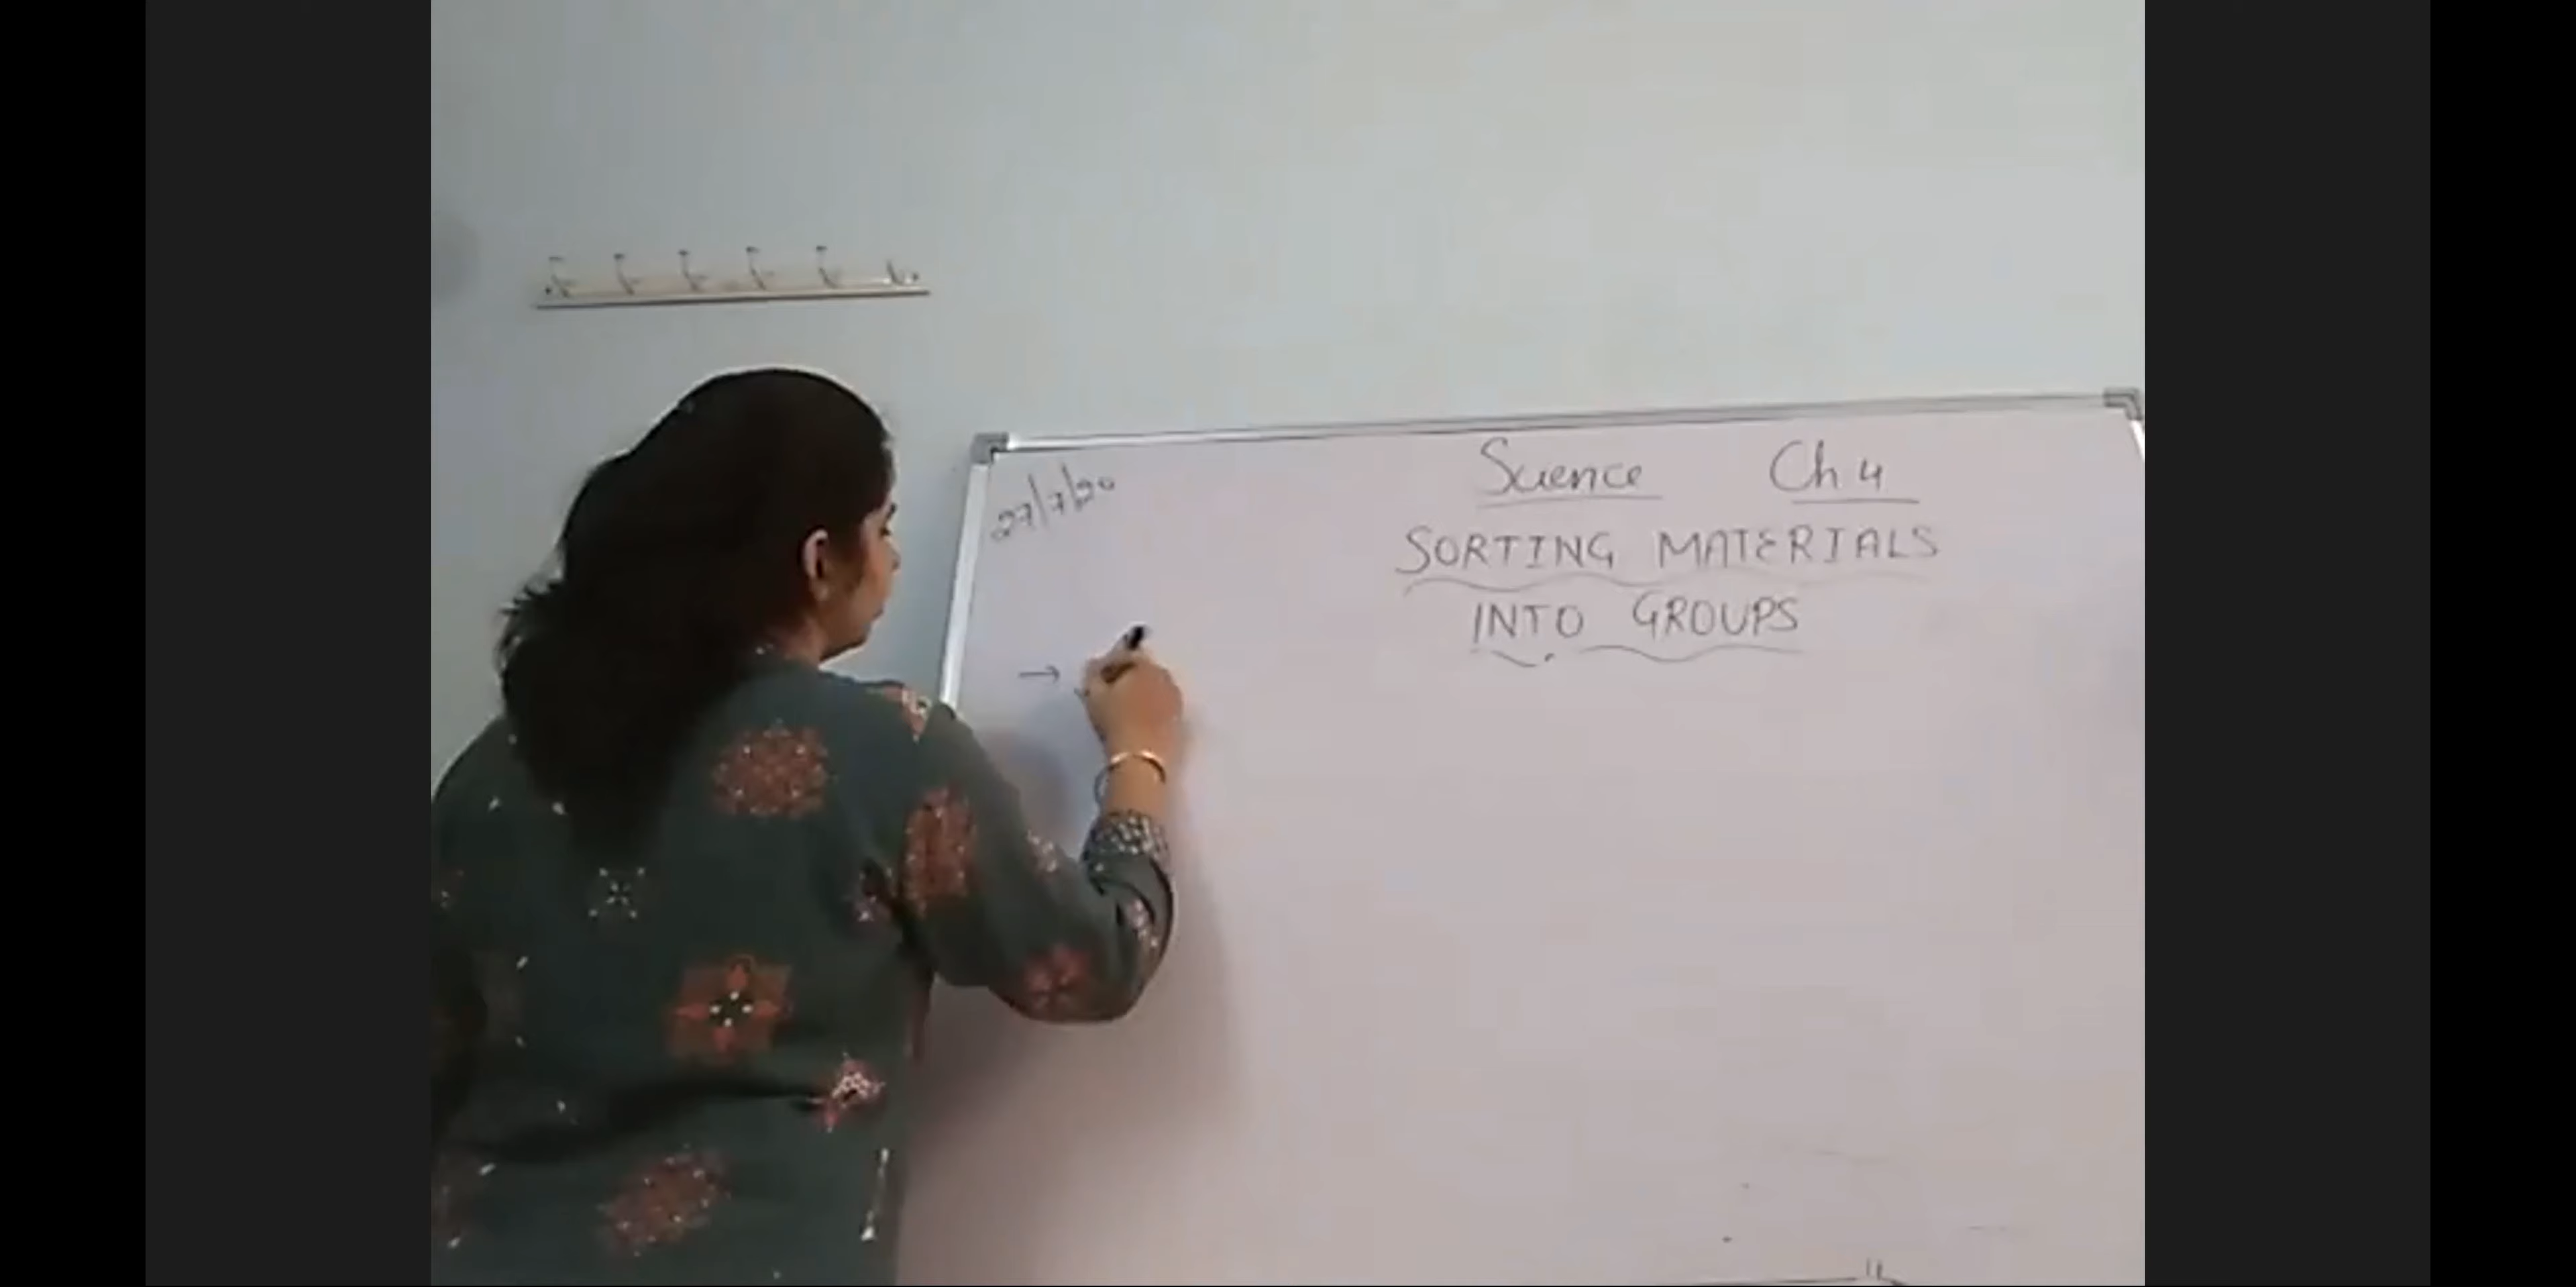 27/7/20
Science Ch 4
SORTING MATERIALS
INTO GROUPS
→